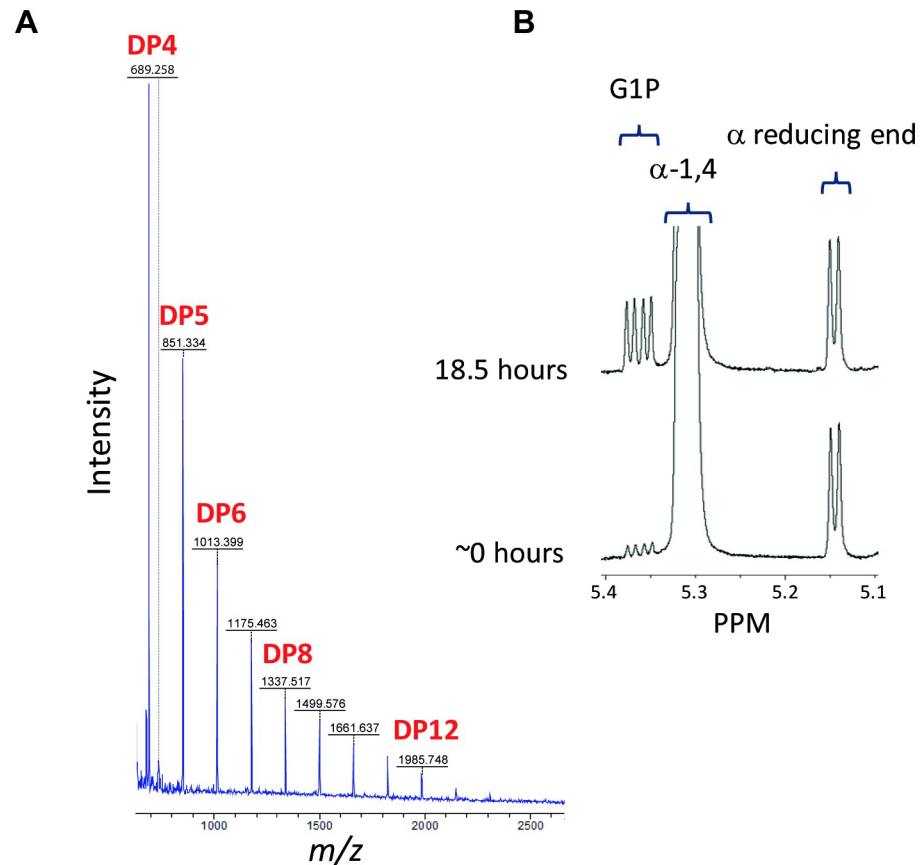 A
DP4
689.258
DP5
851.334
DP6
1013.399
1175.463
DP8
1337.517
1499.576
1661.637
DP12
1985.748
Intensity
1000 1500 2000 2500
m/z
B
G1P
α reducing end
α-1,4
18.5 hours
~0 hours
5.4 5.3 5.2 5.1
PPM